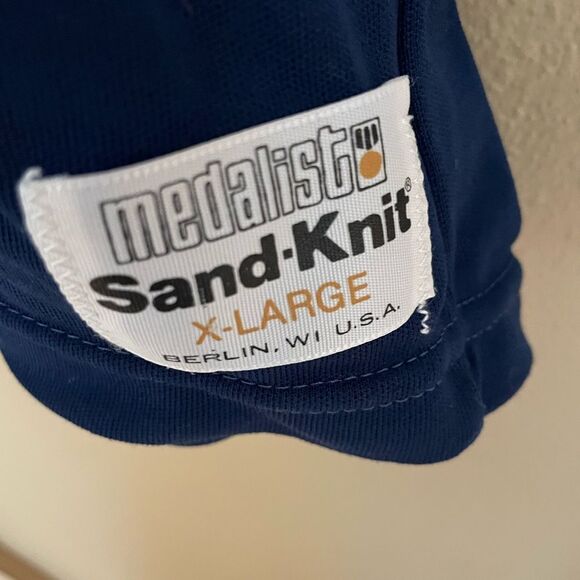 medalist
Sand-Knit®
X-LARGE
BERLIN, WI U.S.A.